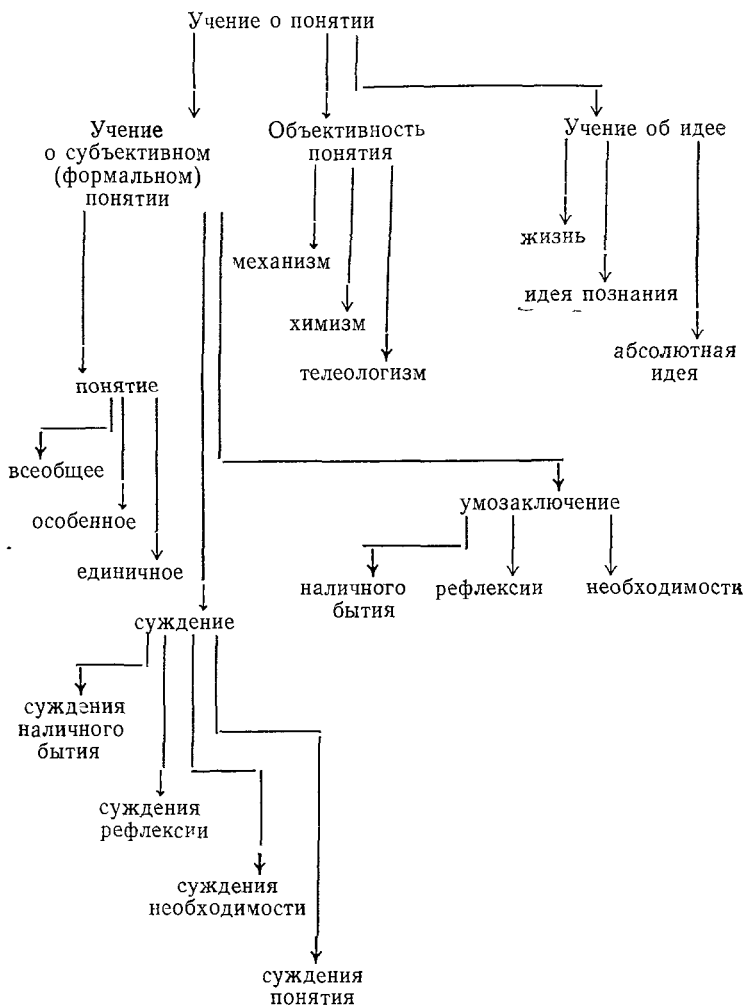 Учение о понятии
Учение
о субъективном
(формальном)
понятии
Объективность
понятия
Учение об идее
механизм
химизм
телеологизм
жизнь
идея познания
абсолютная
идея
понятие
всеобщее
особенное
единичное
умозаключение
наличного
бытия
рефлексии
необходимости
суждение
суждения
наличного
бытия
суждения
рефлексии
суждения
необходимости
суждения
понятия